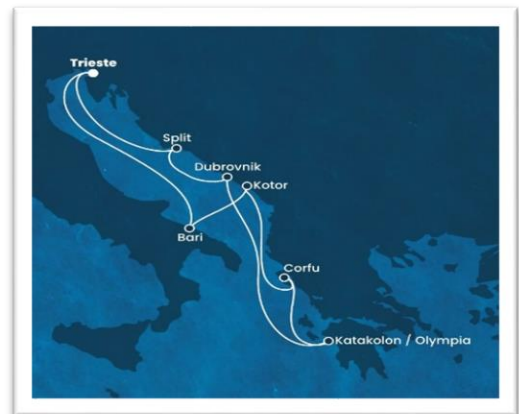 Trieste
Split
Dubrovnik
Kotor
Bari
Corfu
Katakolon / Olympia